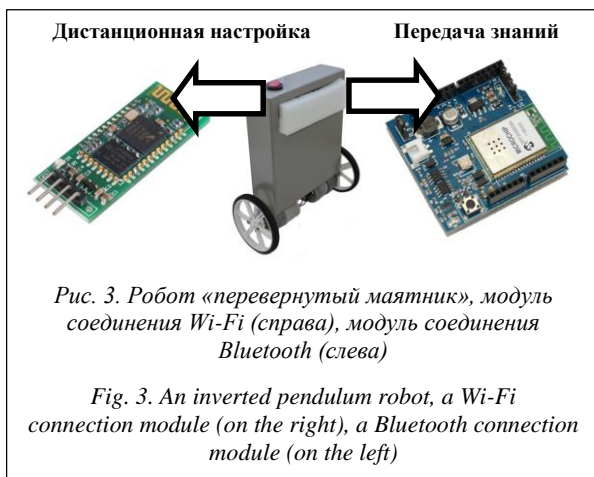 Дистанционная настройка Передача знаний
MICROCHIP
Рис. 3. Робот «перевернутый маятник», модуль
соединения Wi-Fi (справа), модуль соединения
Bluetooth (слева)
Fig. 3. An inverted pendulum robot, a Wi-Fi
connection module (on the right), a Bluetooth connection
module (on the left)